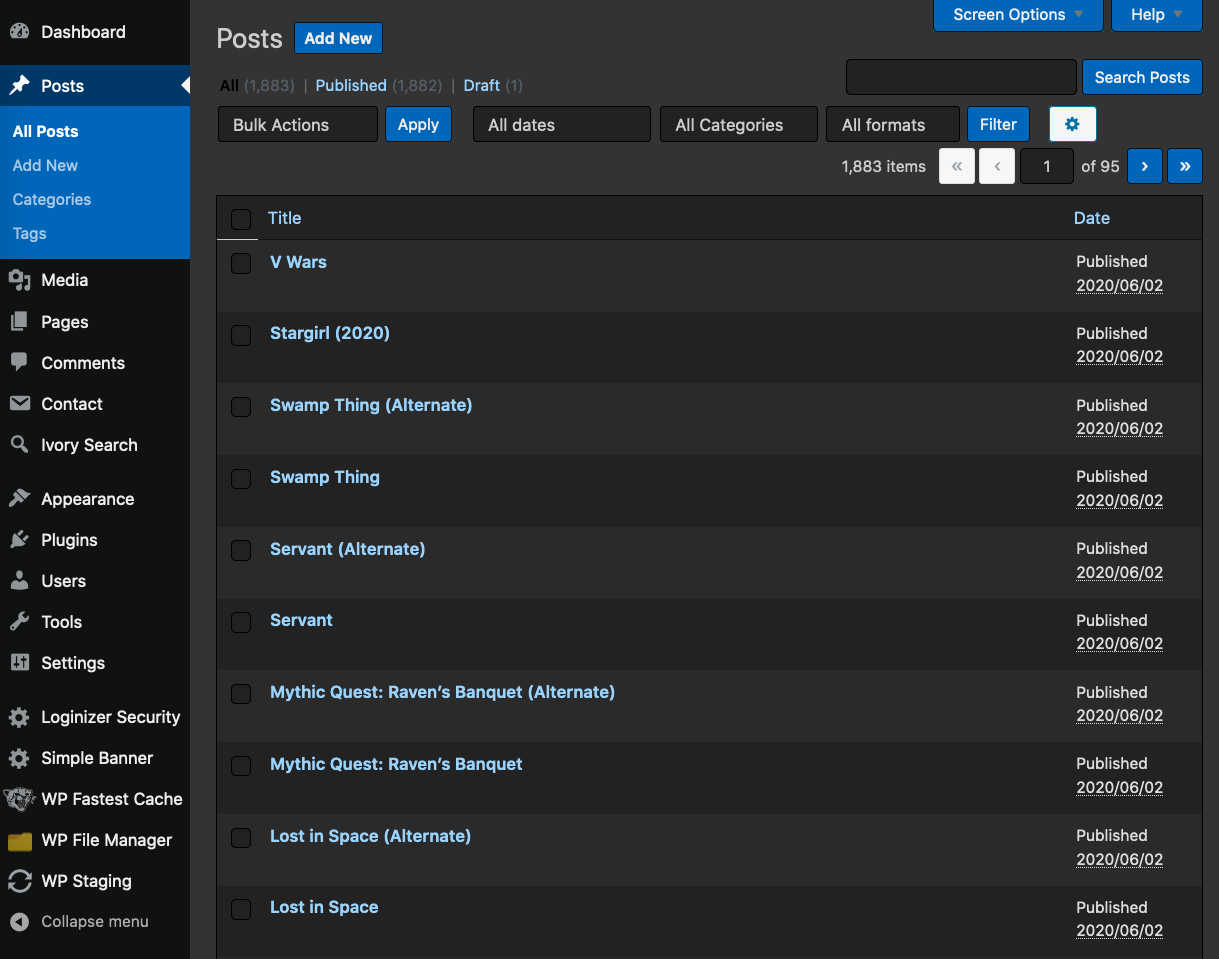 Dashboard
Posts
All Posts
Add New
Categories
Tags
Media
Pages
Comments
Contact
Ivory Search
Appearance
Plugins
Users
Tools
Settings
Loginizer Security
Simple Banner
WP Fastest Cache
WP File Manager
WP Staging
Collapse menu
Screen Options
Help
Posts
Add New
All (1,883) | Published (1,882) | Draft (1)
Search Posts
Bulk Actions
Apply
All dates
All Categories
All formats
Filter
1,883 items « ‹ 1 of 95 › »
Title
Date
V Wars
Published
2020/06/02
Stargirl (2020)
Published
2020/06/02
Swamp Thing (Alternate)
Published
2020/06/02
Swamp Thing
Published
2020/06/02
Servant (Alternate)
Published
2020/06/02
Servant
Published
2020/06/02
Mythic Quest: Raven’s Banquet (Alternate)
Published
2020/06/02
Mythic Quest: Raven’s Banquet
Published
2020/06/02
Lost in Space (Alternate)
Published
2020/06/02
Lost in Space
Published
2020/06/02